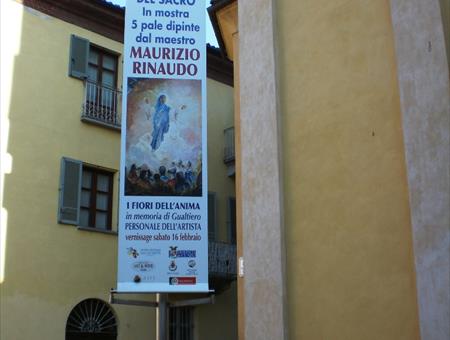 DEL SACRO
In mostra
5 pale dipinte
dal maestro
MAURIZIO
RINAUDO
I FIORI DELL'ANIMA
in memoria di Gualtiero
PERSONALE DELL'ARTISTA
vernissage sabato 16 febbraio